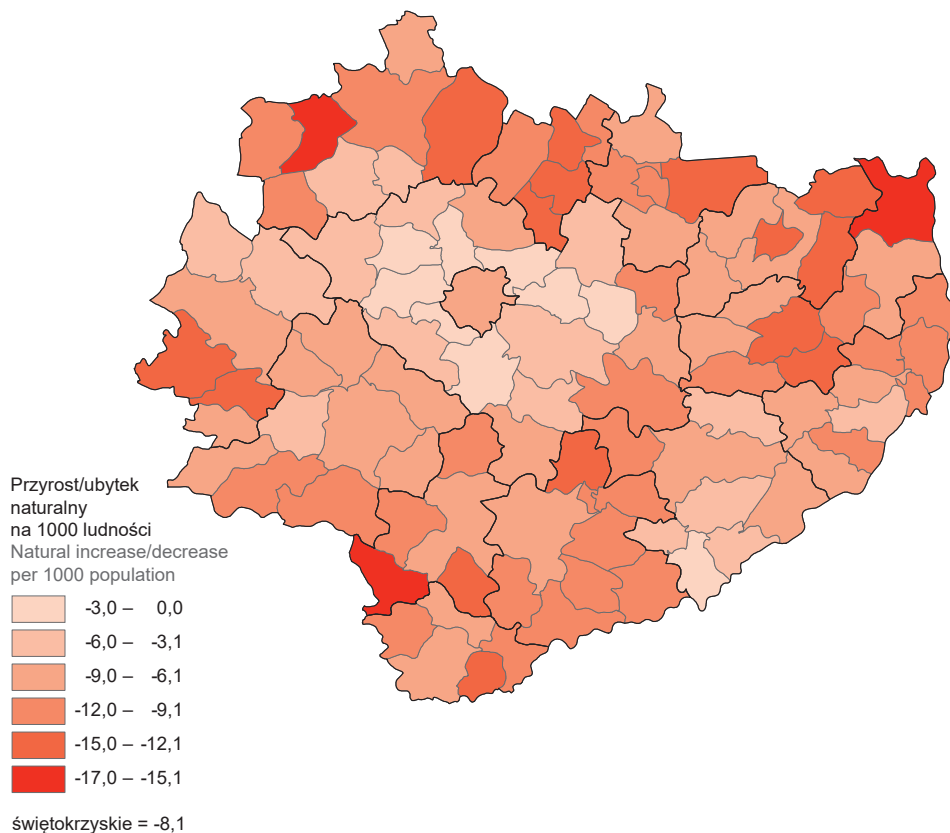 Przyrost/ubytek
naturalny
na 1000 ludności
Natural increase/decrease
per 1000 population
-3,0 – 0,0
-6,0 – -3,1
-9,0 – -6,1
-12,0 – -9,1
-15,0 – -12,1
-17,0 – -15,1
świętokrzyskie = -8,1